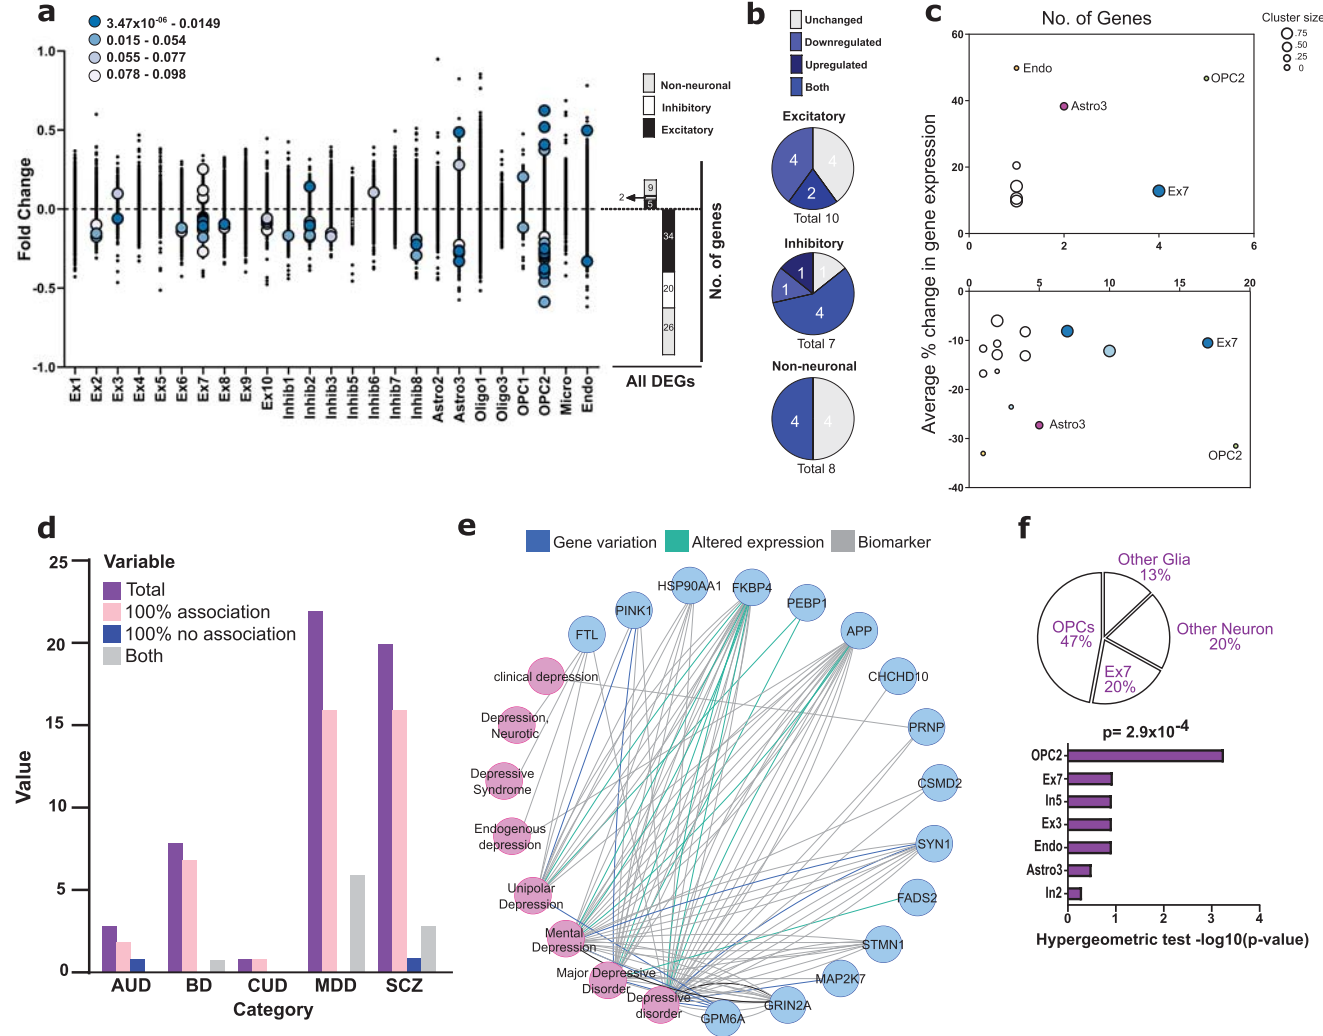 a
3.47x10-06 - 0.0149
0.015 - 0.054
0.055 - 0.077
0.078 - 0.098
1.0
0.5
0.0
-0.5
-1.0
Fold Change
Ex1
Ex2
Ex3
Ex4
Ex5
Ex6
Ex7
Ex8
Ex9
Ex10
Inhib1
Inhib2
Inhib3
Inhib5
Inhib6
Inhib7
Inhib8
Astro2
Astro3
Oligo1
Oligo3
OPC1
OPC2
Micro
Endo
Non-neuronal
Inhibitory
Excitatory
9
2
5
34
20
26
No. of genes
All DEGs
b
Unchanged
Downregulated
Upregulated
Both
Excitatory
4
4
2
Total 10
Inhibitory
1
1
1
4
Total 7
Non-neuronal
4
4
Total 8
c
No. of Genes
Cluster size
.75
.50
.25
0
60
40
20
0
Endo
OPC2
Astro3
Ex7
0
2
4
6
0
5
10
15
20
0
-10
-20
-30
-40
Ex7
Astro3
OPC2
Average % change in gene expression
d
Variable
Total
100% association
100% no association
Both
25
20
15
10
5
0
Value
AUD
BD
CUD
MDD
SCZ
Category
e
Gene variation
Altered expression
Biomarker
HSP90AA1
FKBP4
PEBP1
PINK1
FTL
APP
clinical depression
CHCHD10
Depression,
Neurotic
PRNP
Depressive
Syndrome
CSMD2
Endogenous
depression
SYN1
Unipolar
Depression
FADS2
Mental
Depression
STMN1
Major Depressive
Disorder
MAP2K7
Depressive
disorder
GRIN2A
GPM6A
f
Other Glia
13%
OPCs
47%
Other Neuron
20%
Ex7
20%
p= 2.9x10-4
OPC2
Ex7
In5
Ex3
Endo
Astro3
In2
0
1
2
3
4
Hypergeometric test -log10(p-value)